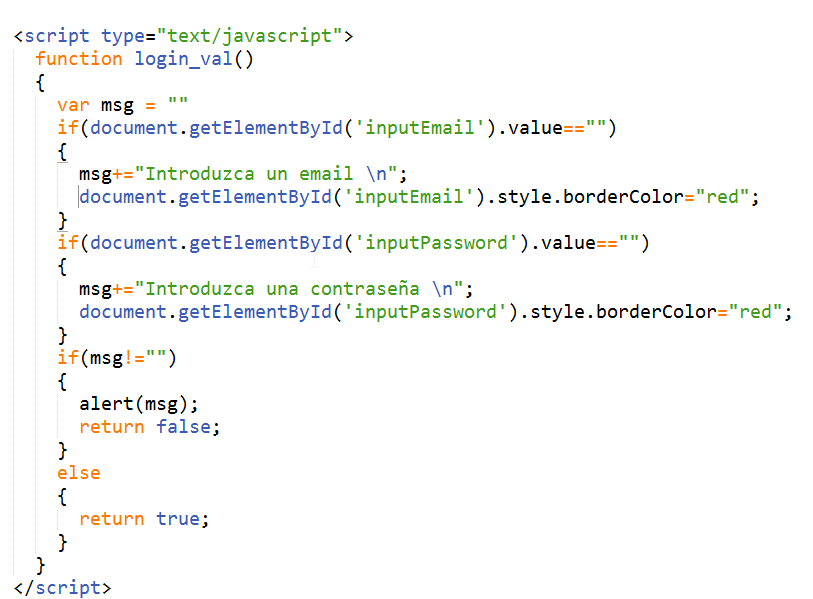 <script type="text/javascript">
  function login_val()
  {
    var msg = ""
    if(document.getElementById('inputEmail').value=="")
    {
      msg+="Introduzca un email \n";
      document.getElementById('inputEmail').style.borderColor="red";
    }
    if(document.getElementById('inputPassword').value=="")
    {
      msg+="Introduzca una contraseña \n";
      document.getElementById('inputPassword').style.borderColor="red";
    }
    if(msg!="")
    {
      alert(msg);
      return false;
    }
    else
    {
      return true;
    }
  }
</script>